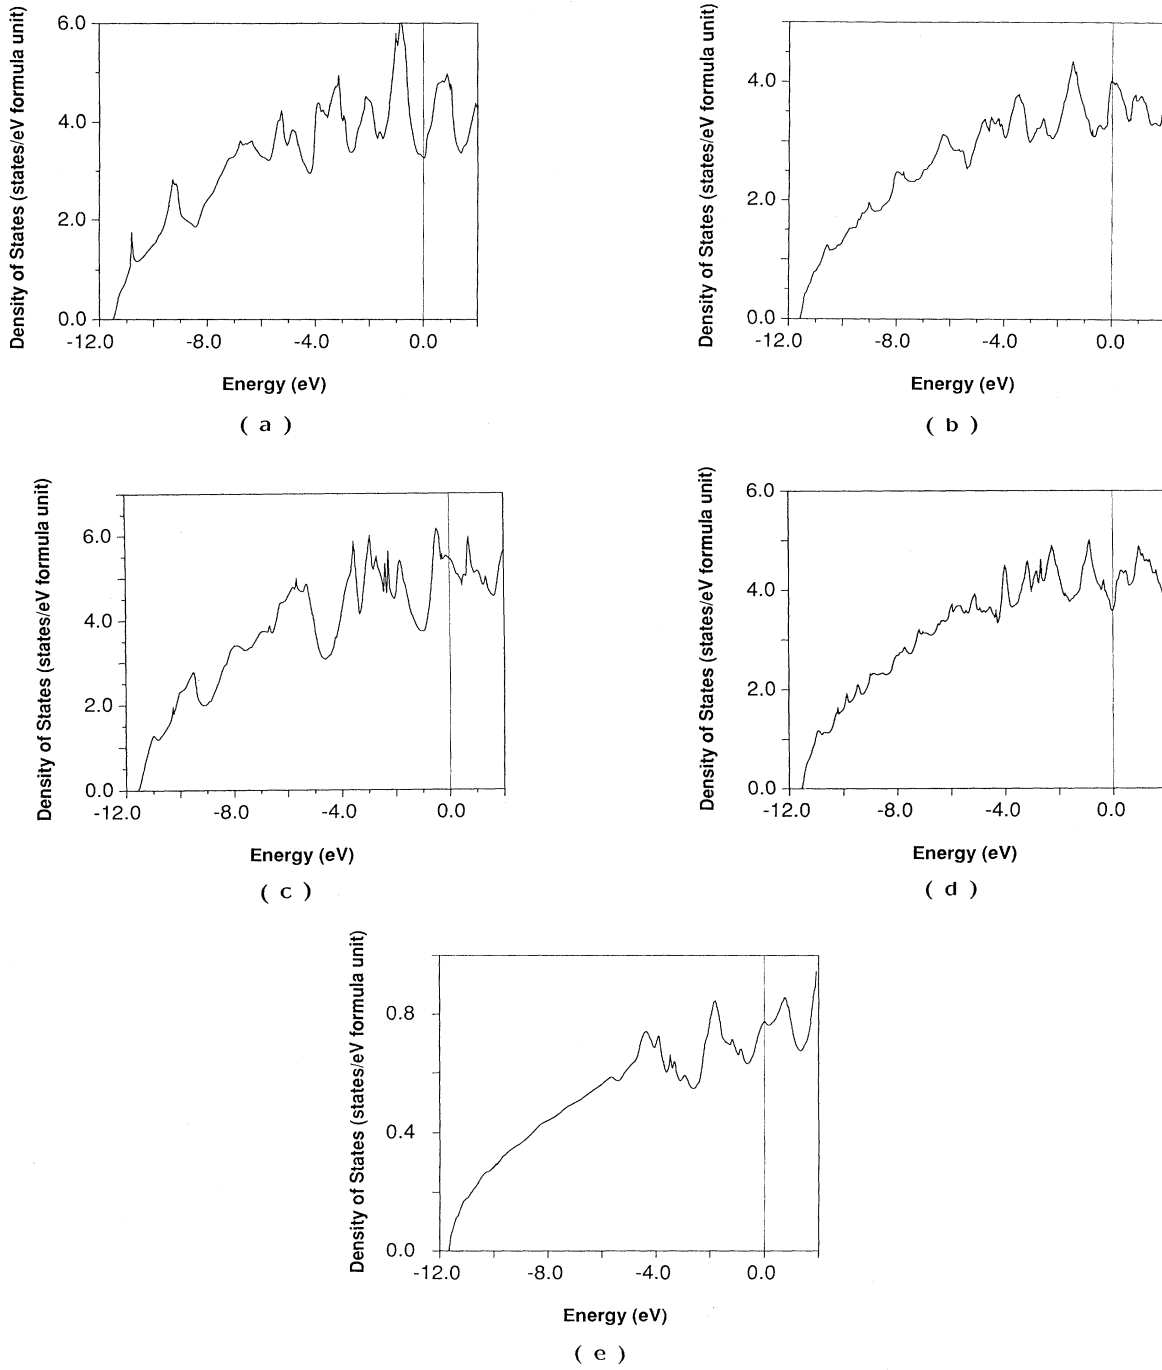 Density of States (states/eV formula unit)
6.0
4.0
2.0
0.0
-12.0 -8.0 -4.0 0.0
Energy (eV)
( a )
Density of States (states/eV formula unit)
4.0
2.0
0.0
-12.0 -8.0 -4.0 0.0
Energy (eV)
( b )
Density of States (states/eV formula unit)
6.0
4.0
2.0
0.0
-12.0 -8.0 -4.0 0.0
Energy (eV)
( c )
Density of States (states/eV formula unit)
6.0
4.0
2.0
0.0
-12.0 -8.0 -4.0 0.0
Energy (eV)
( d )
Density of States (states/eV formula unit)
0.8
0.4
0.0
-12.0 -8.0 -4.0 0.0
Energy (eV)
( e )